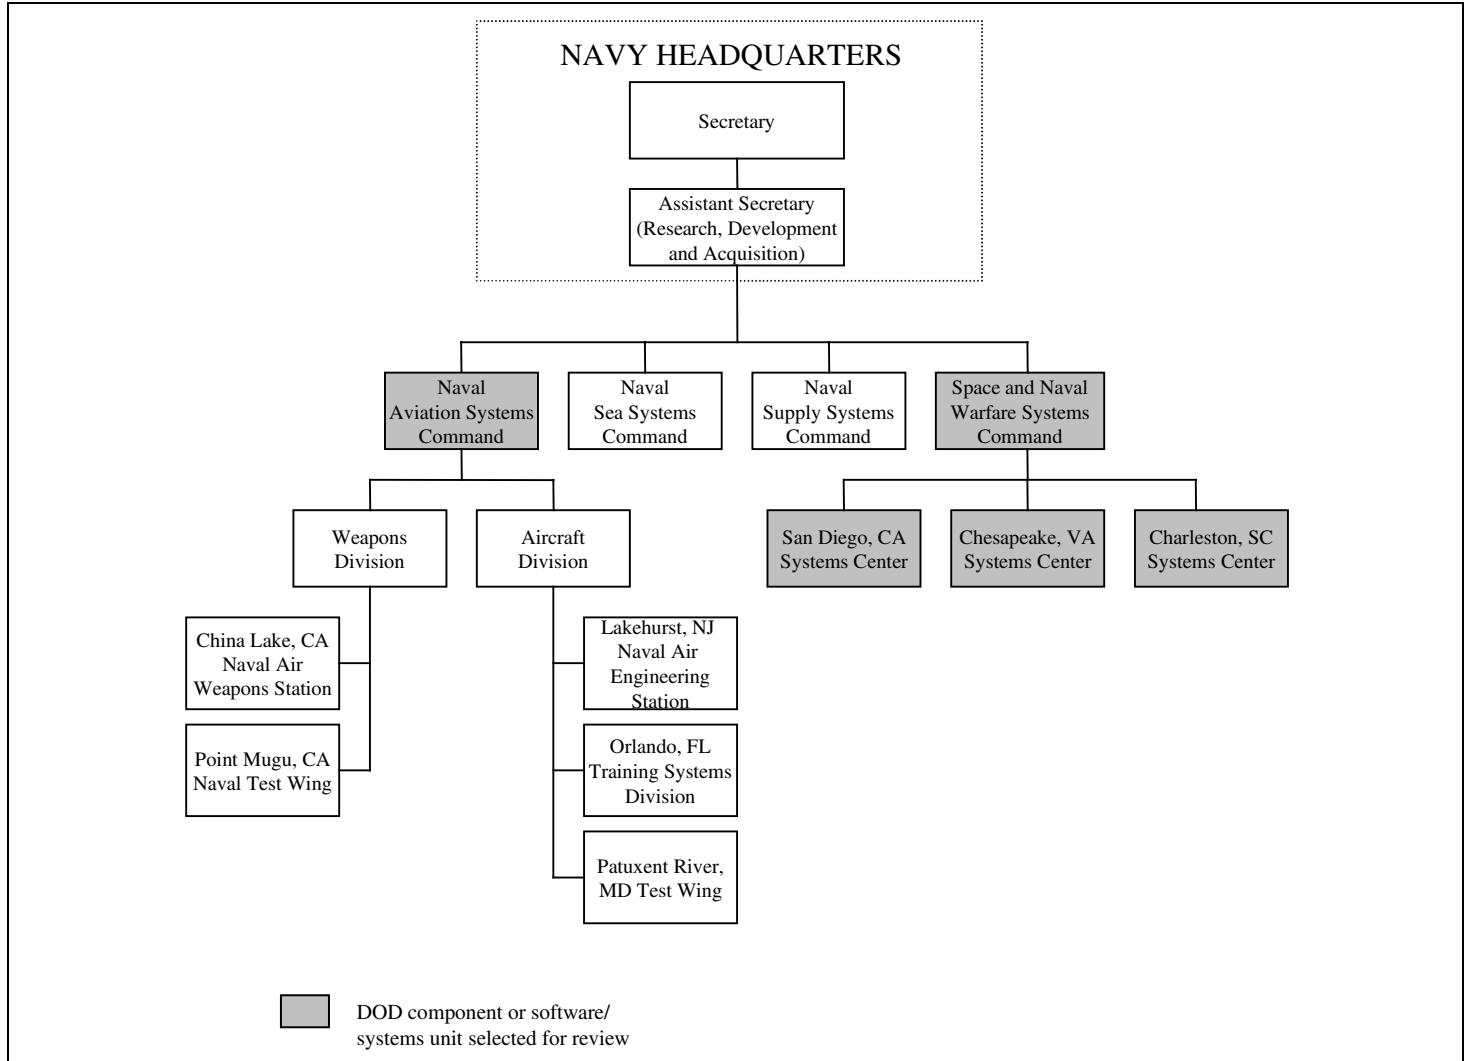 NAVY HEADQUARTERS
Secretary
Assistant Secretary
(Research, Development
and Acquisition)
Naval
Aviation Systems
Command
Naval
Sea Systems
Command
Naval
Supply Systems
Command
Space and Naval
Warfare Systems
Command
Weapons
Division
Aircraft
Division
San Diego, CA
Systems Center
Chesapeake, VA
Systems Center
Charleston, SC
Systems Center
China Lake, CA
Naval Air
Weapons Station
Lakehurst, NJ
Naval Air
Engineering
Station
Point Mugu, CA
Naval Test Wing
Orlando, FL
Training Systems
Division
Patuxent River,
MD Test Wing
DOD component or software/
systems unit selected for review